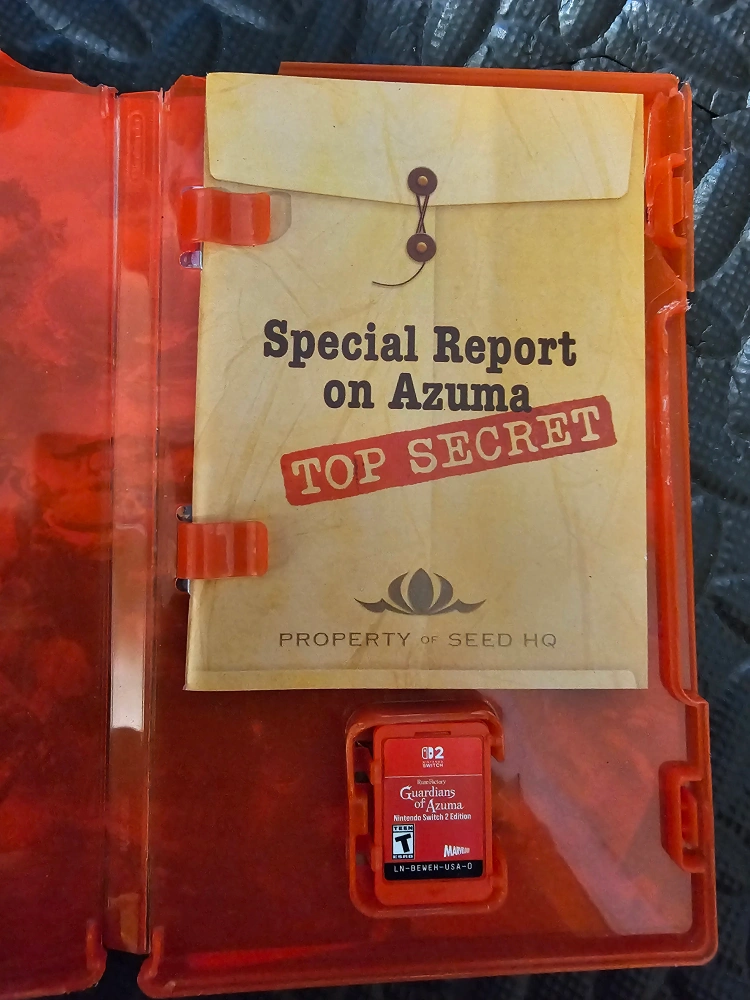 Special Report
on Azuma
TOP SECRET
PROPERTY OF SEED HQ
2
NINTENDO
SWITCH
Rune Factory
Guardians
of Azuma
Nintendo Switch 2 Edition
TEEN
T
ESRB
MARVELOUS
LN-BEWEH-USA-0